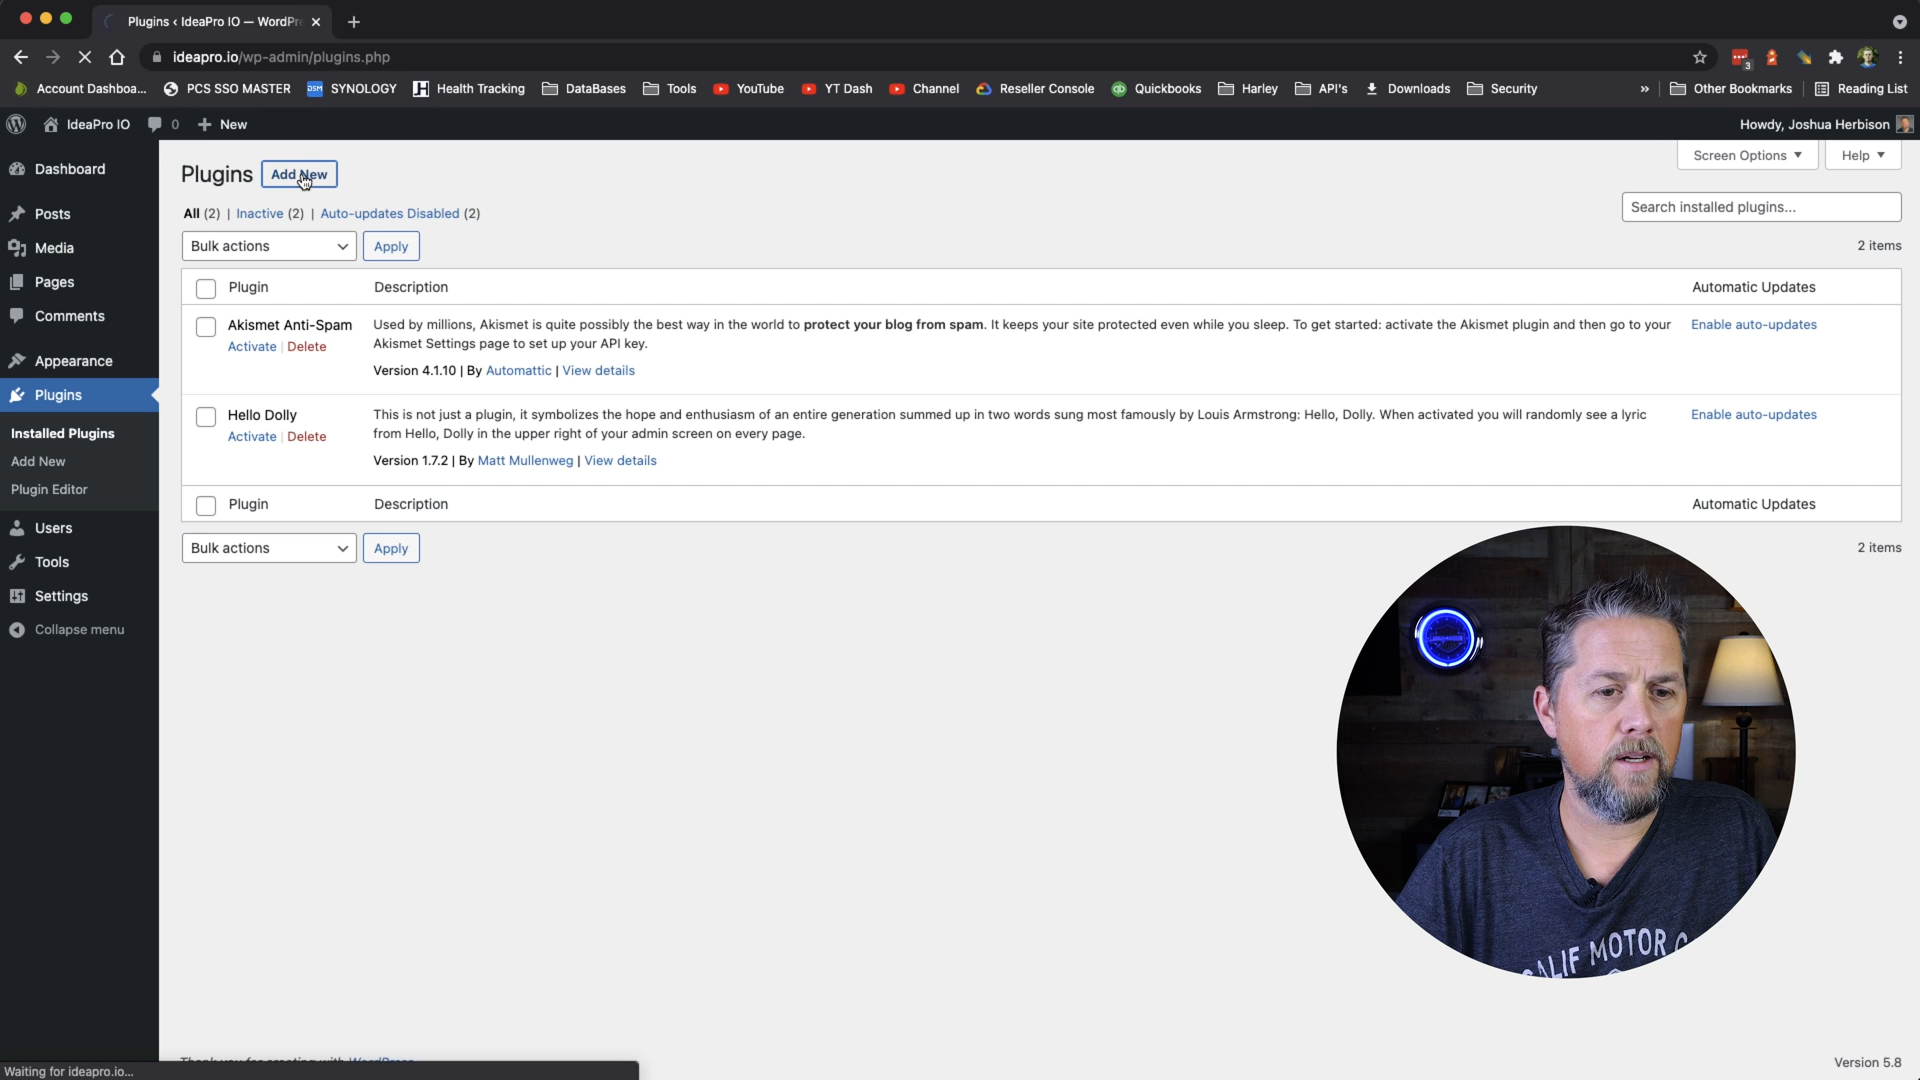 Plugins ‹ IdeaPro IO — WordPre
ideapro.io/wp-admin/plugins.php
3
Account Dashboa...
PCS SSO MASTER
DSM SYNOLOGY
Health Tracking
DataBases
Tools
YouTube
YT Dash
Channel
Reseller Console
Quickbooks
Harley
API's
Downloads
Security
»
Other Bookmarks
Reading List
IdeaPro IO
0
+ New
Howdy, Joshua Herbison
Dashboard
Posts
Media
Pages
Comments
Appearance
Plugins
Installed Plugins
Add New
Plugin Editor
Users
Tools
Settings
Collapse menu
Screen Options
Help
Plugins
Add New
All (2) | Inactive (2) | Auto-updates Disabled (2)
Search installed plugins...
Bulk actions
Apply
2 items
Plugin Description Automatic Updates
Akismet Anti-Spam
Activate | Delete
Used by millions, Akismet is quite possibly the best way in the world to protect your blog from spam. It keeps your site protected even while you sleep. To get started: activate the Akismet plugin and then go to your
Akismet Settings page to set up your API key.
Version 4.1.10 | By Automattic | View details
Enable auto-updates
Hello Dolly
Activate | Delete
This is not just a plugin, it symbolizes the hope and enthusiasm of an entire generation summed up in two words sung most famously by Louis Armstrong: Hello, Dolly. When activated you will randomly see a lyric
from Hello, Dolly in the upper right of your admin screen on every page.
Version 1.7.2 | By Matt Mullenweg | View details
Enable auto-updates
Plugin Description Automatic Updates
Bulk actions
Apply
2 items
CALIF MOTOR C
Thank you for creating with WordPress
Version 5.8
Waiting for ideapro.io...